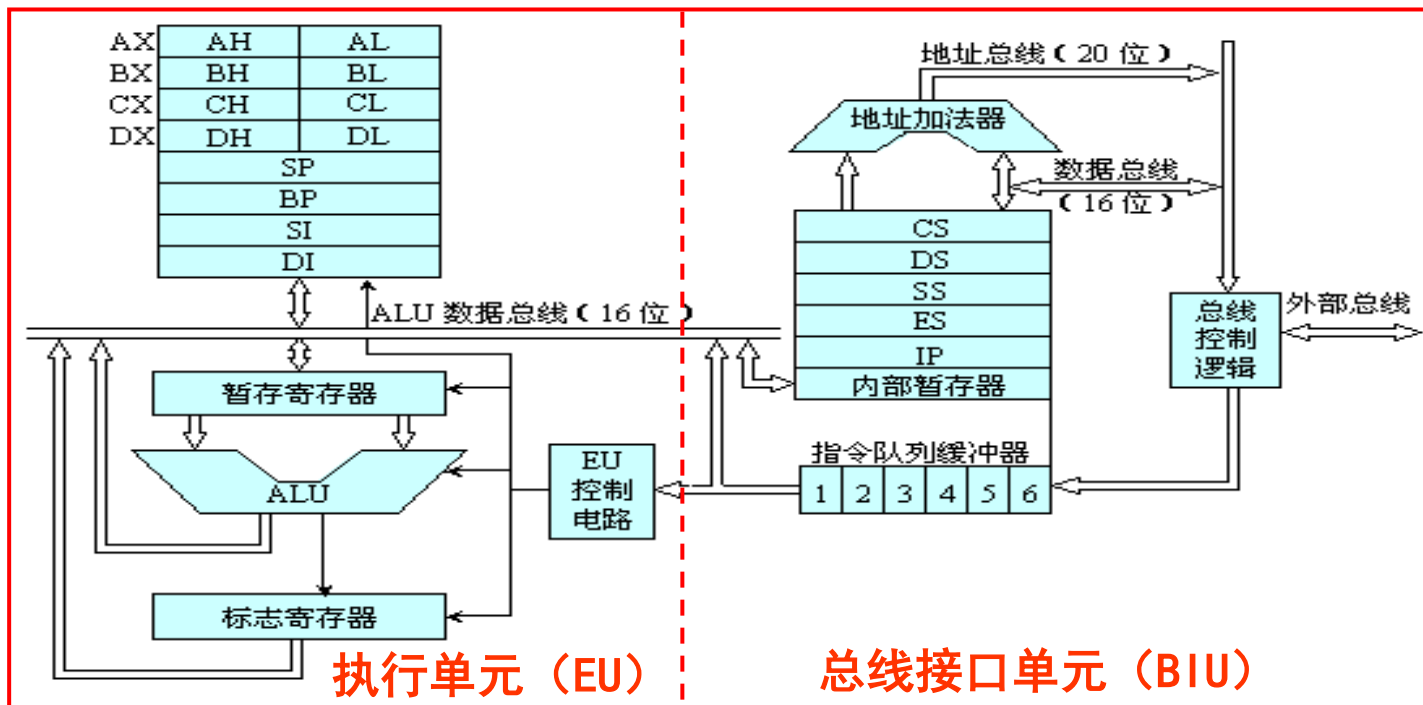 AX AH AL
BX BH BL
CX CH CL
DX DH DL
SP
BP
SI
DI
ALU 数据总线（16 位）
暂存寄存器
ALU
标志寄存器
EU
控制
电路
执行单元（EU）
地址总线（20 位）
地址加法器
数据总线
（16 位）
CS
DS
SS
ES
IP
内部暂存器
指令队列缓冲器
1 2 3 4 5 6
总线
控制
逻辑
外部总线
总线接口单元（BIU）